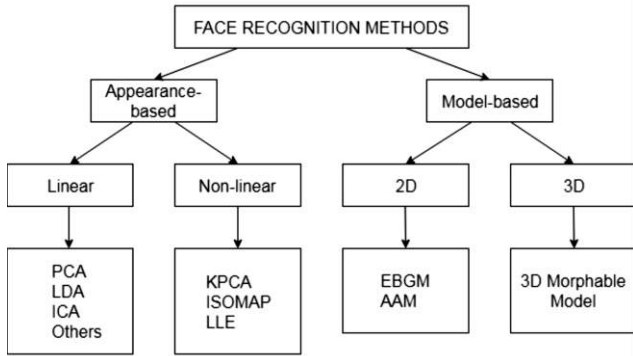 FACE RECOGNITION METHODS
Appearance-
based
Model-based
Linear
Non-linear
2D
3D
PCA
LDA
ICA
Others
KPCA
ISOMAP
LLE
EBGM
AAM
3D Morphable
Model